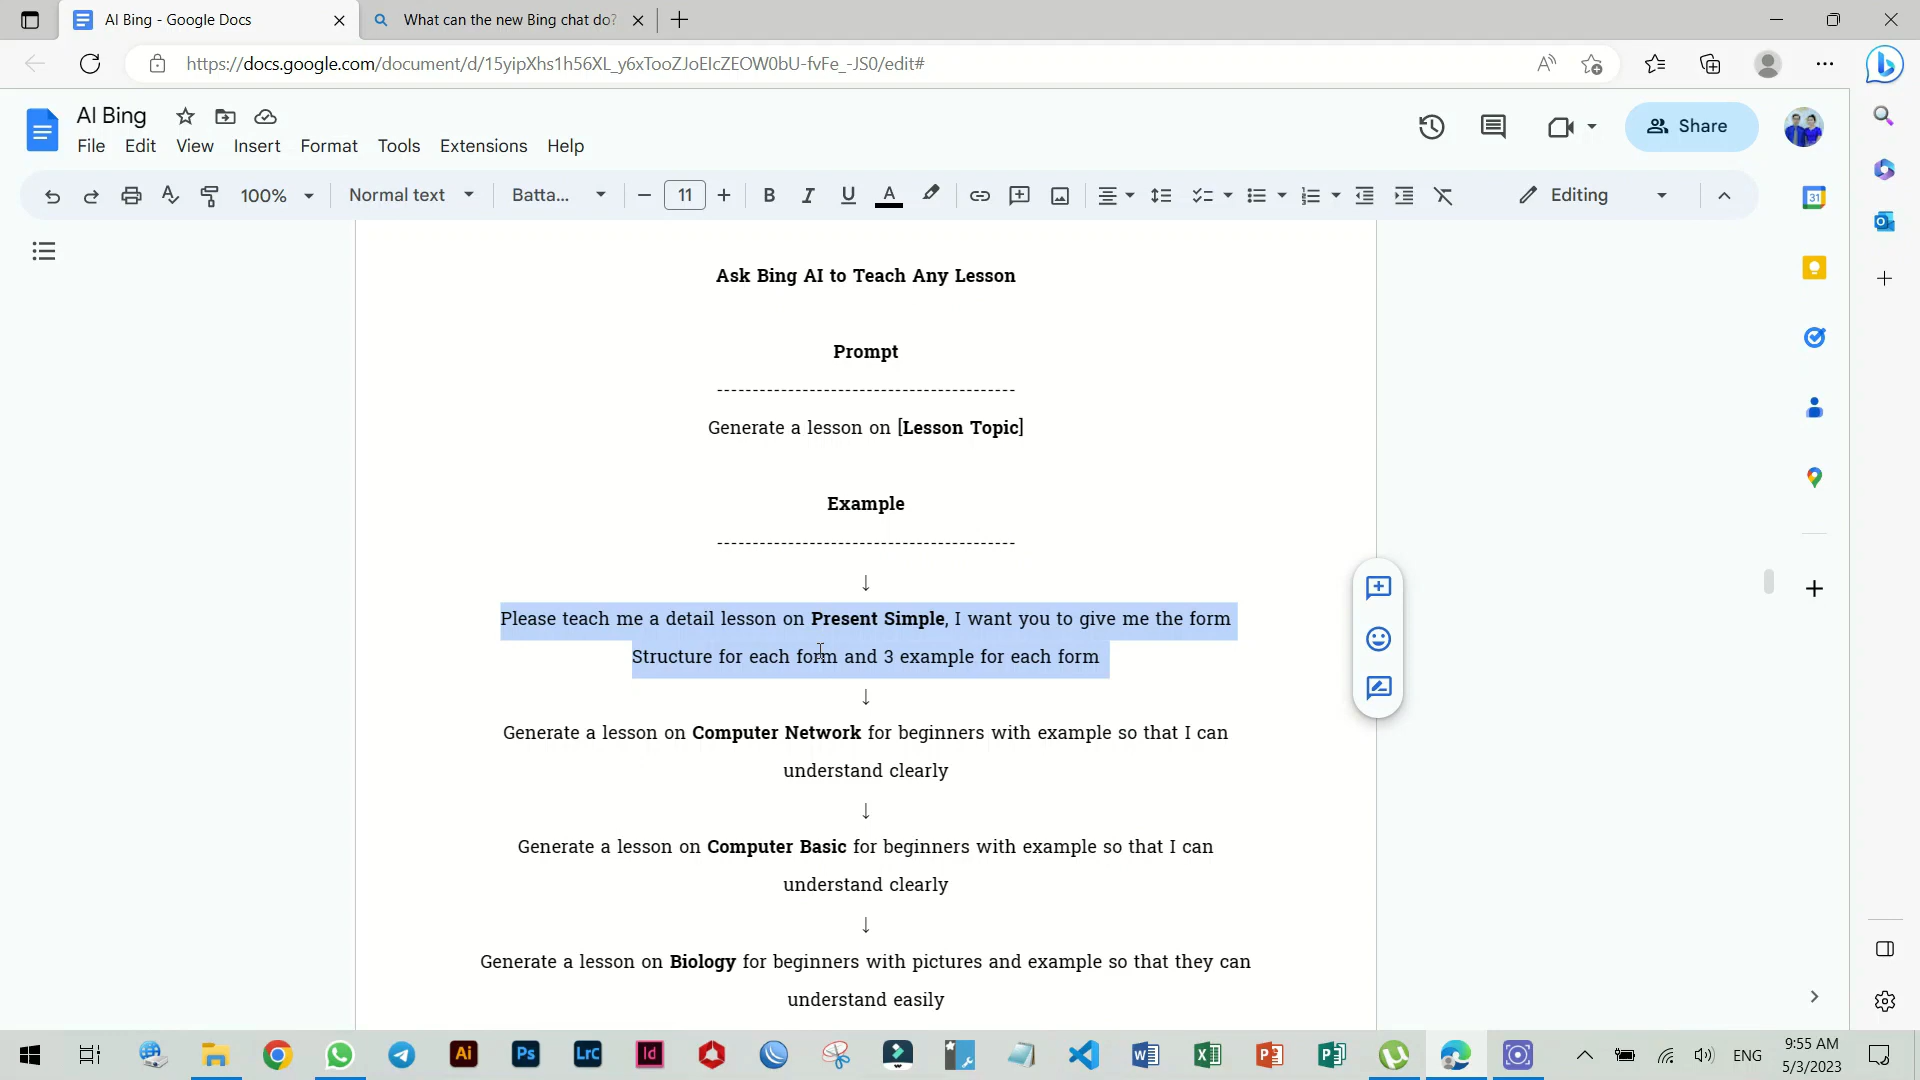 AI Bing - Google Docs
What can the new Bing chat do?
https://docs.google.com/document/d/15yipXhs1h56XL_y6xTooZJoEIcZEOW0bU-fvFe_-JS0/edit#
AI Bing
File Edit View Insert Format Tools Extensions Help
Share
100% Normal text Batta... 11 Editing
31
Ask Bing AI to Teach Any Lesson
Prompt
------------------------------------------
Generate a lesson on [Lesson Topic]
Example
------------------------------------------
↓
Please teach me a detail lesson on Present Simple, I want you to give me the form
Structure for each form and 3 example for each form
↓
Generate a lesson on Computer Network for beginners with example so that I can
understand clearly
↓
Generate a lesson on Computer Basic for beginners with example so that I can
understand clearly
↓
Generate a lesson on Biology for beginners with pictures and example so that they can
understand easily
Ai Ps LrC Id
ENG
9:55 AM
5/3/2023